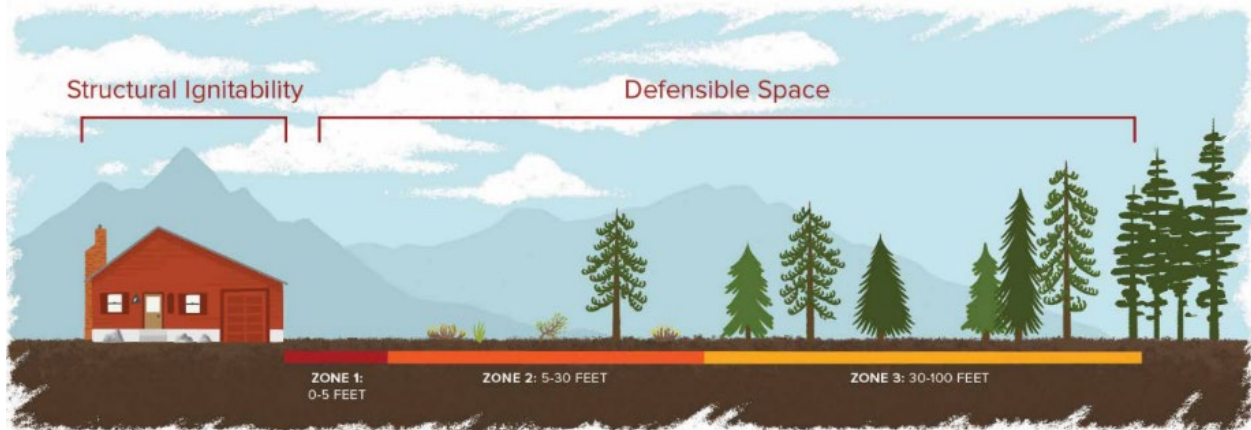 Structural Ignitability
Defensible Space
ZONE 1:
0-5 FEET
ZONE 2: 5-30 FEET
ZONE 3: 30-100 FEET